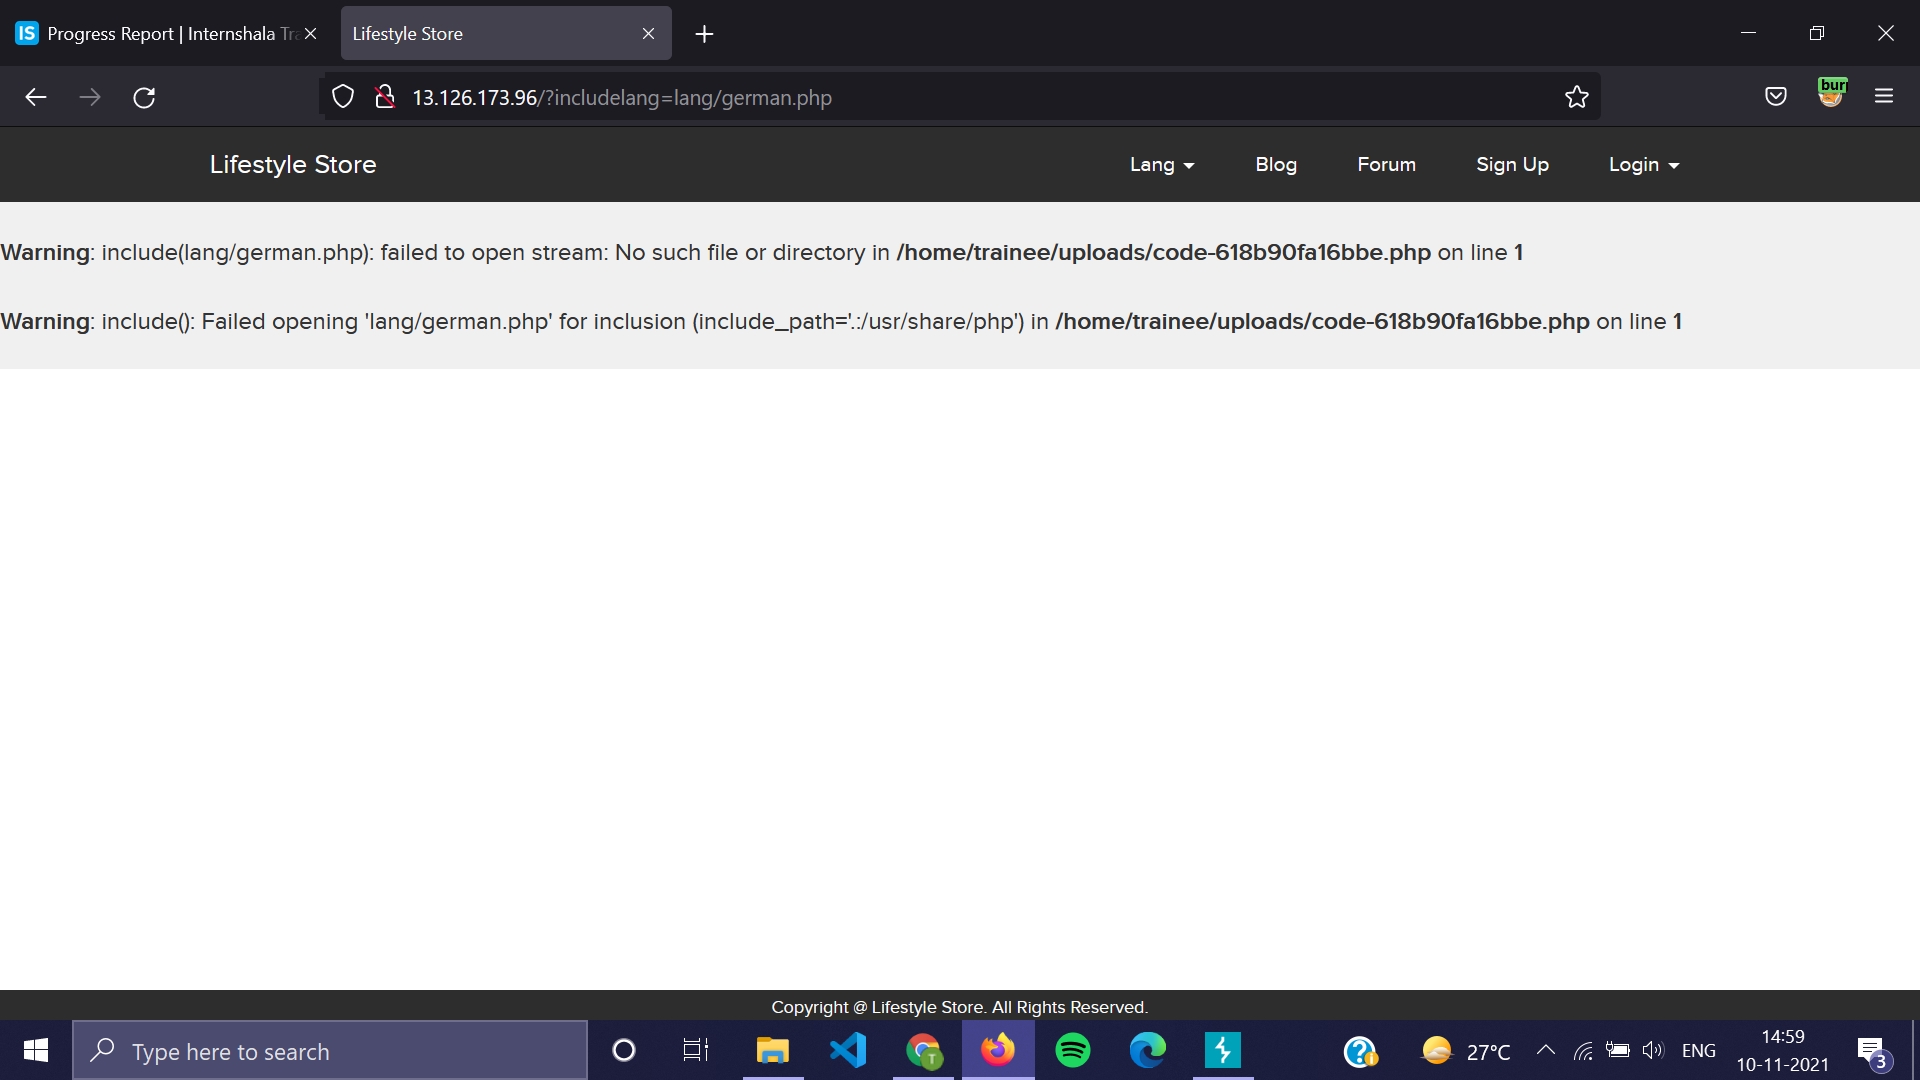 IS Progress Report | Internshala Tra
Lifestyle Store
13.126.173.96/?includelang=lang/german.php
bur
Lifestyle Store
Lang Blog Forum Sign Up Login
Warning: include(lang/german.php): failed to open stream: No such file or directory in /home/trainee/uploads/code-618b90fa16bbe.php on line 1
Warning: include(): Failed opening 'lang/german.php' for inclusion (include_path='.:/usr/share/php') in /home/trainee/uploads/code-618b90fa16bbe.php on line 1
Copyright @ Lifestyle Store. All Rights Reserved.
Type here to search
T
27°C
ENG
14:59
10-11-2021
3